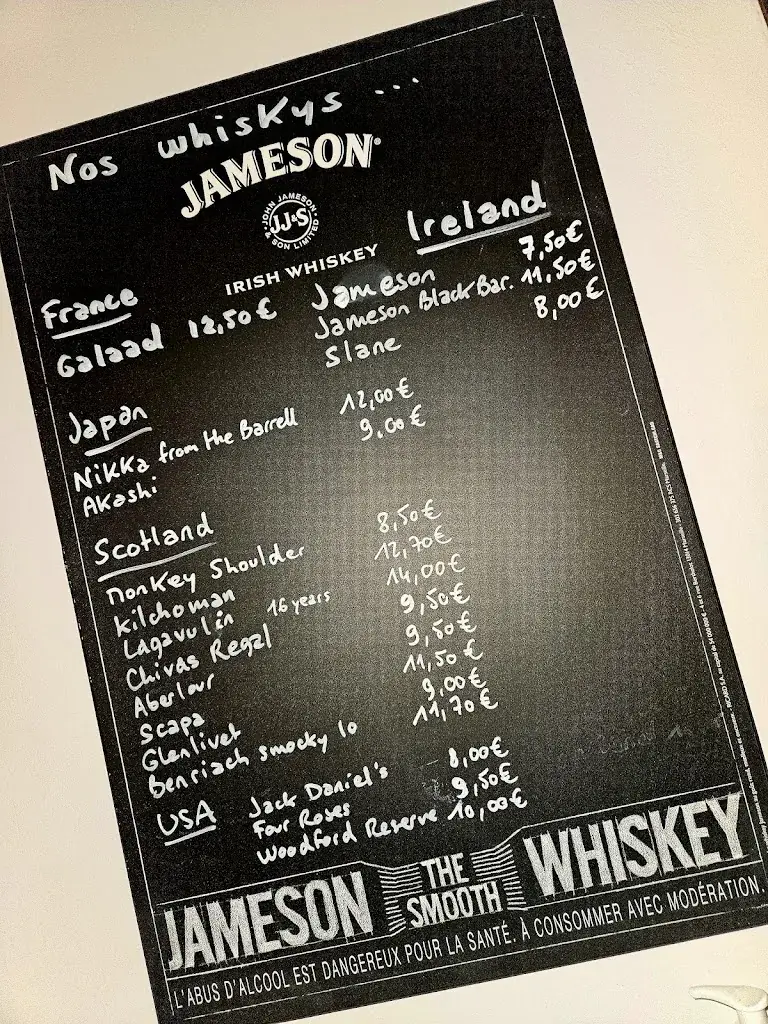 Nos whisKys ...
JAMESON
JOHN JAMESON
JJ&S
& SON LIMITED
IRISH WHISKEY
Ireland
Jameson 7,50€
Jameson Black Bar. 11,50€
Slane 8,00€
France
Galaad 12,50€
Japan
Nikka from the Barrell 12,00€
Akashi 9,00€
Scotland
Monkey Shoulder 8,50€
Kilchoman 12,70€
Lagavulin 16 years 14,00€
Chivas Regal 9,50€
Aberlour 9,50€
Scapa 11,50€
Glenlivet 9,00€
Benriach smocky 10 11,70€
USA
Jack Daniel's 8,00€
Four Roses 9,50€
Woodford Reserve 10,00€
JAMESON THE SMOOTH WHISKEY
L'ABUS D'ALCOOL EST DANGEREUX POUR LA SANTÉ. À CONSOMMER AVEC MODÉRATION.